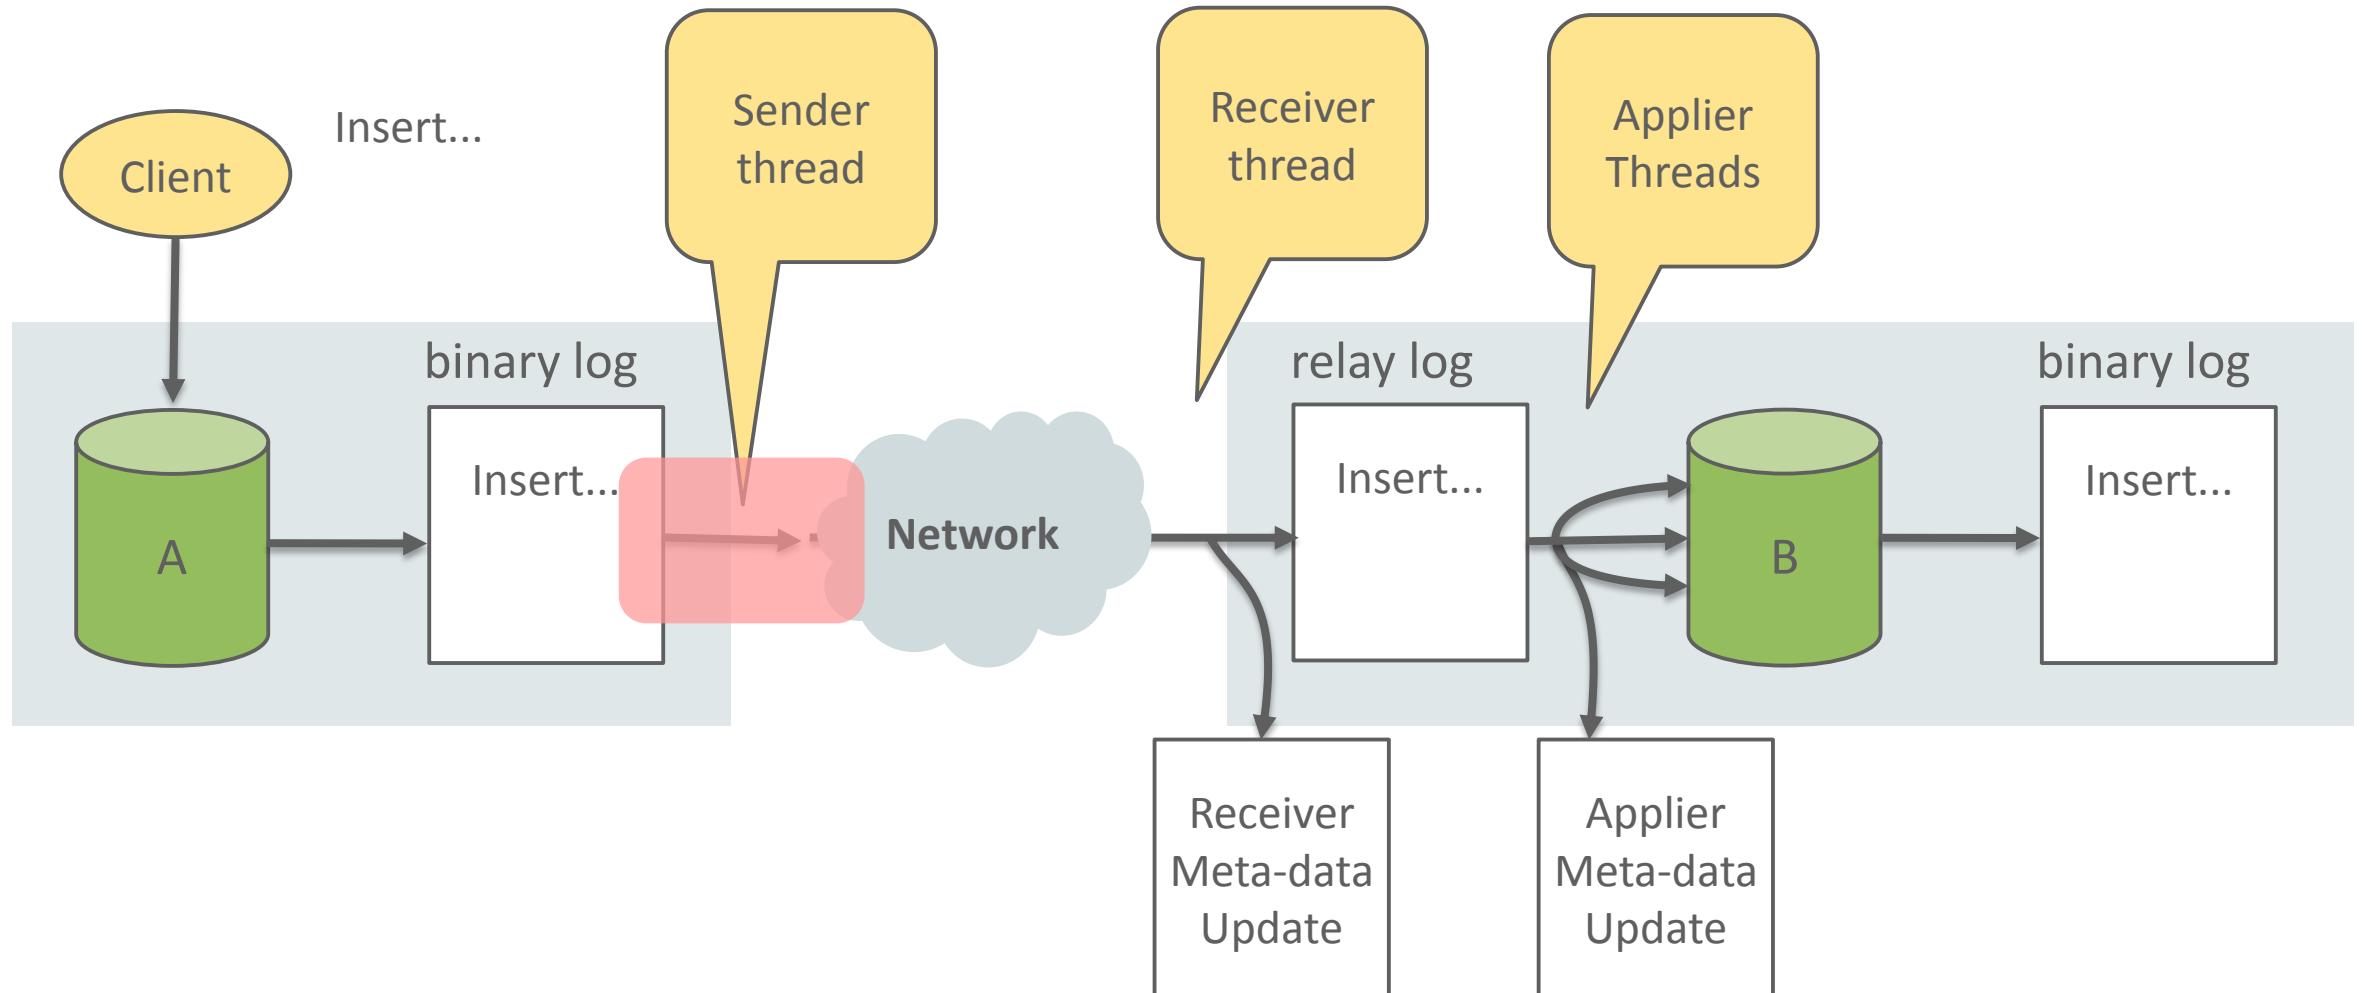 Client
Insert...
Sender
thread
Receiver
thread
Applier
Threads
binary log
relay log
binary log
A
Insert...
Network
Insert...
B
Insert...
Receiver
Meta-data
Update
Applier
Meta-data
Update